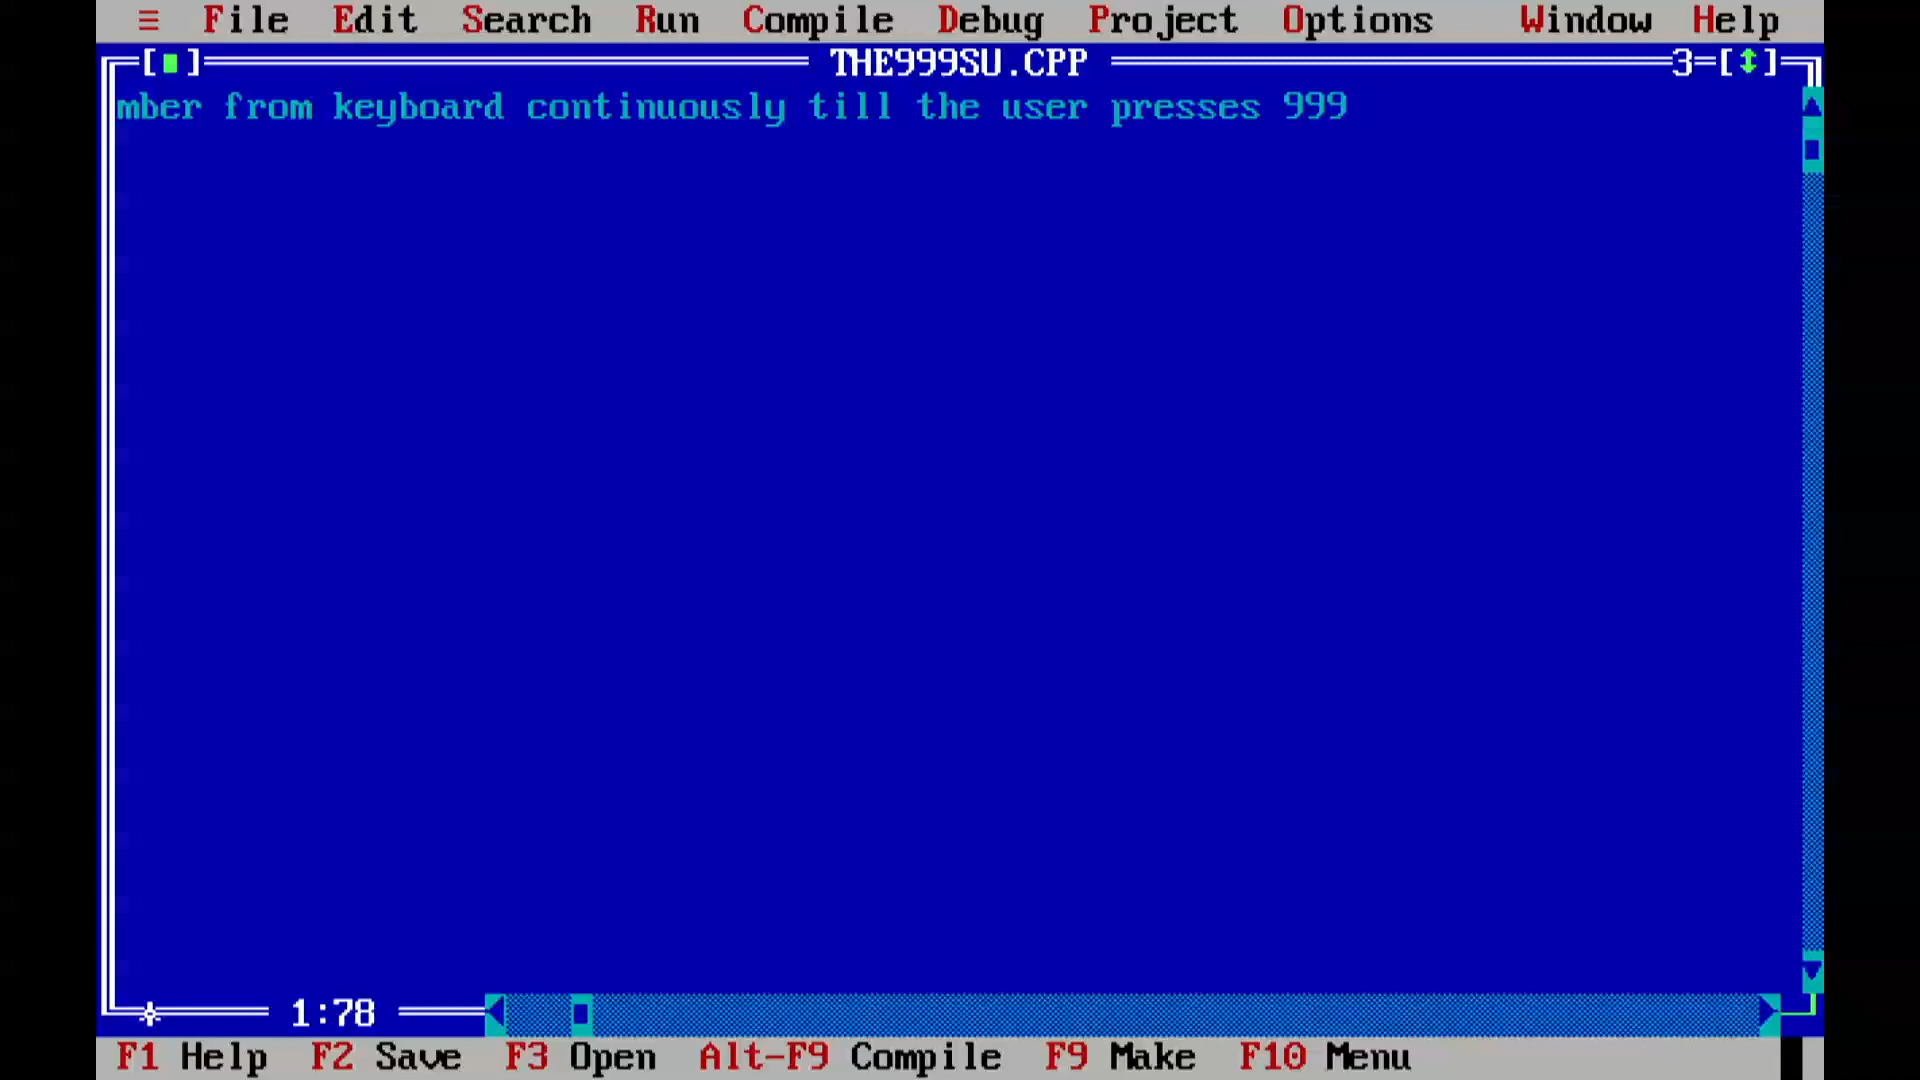 ≡ File Edit Search Run Compile Debug Project Options Window Help
[■] THE999SU.CPP 3=[↕]
mber from keyboard continuously till the user presses 999
1:78
F1 Help F2 Save F3 Open Alt-F9 Compile F9 Make F10 Menu